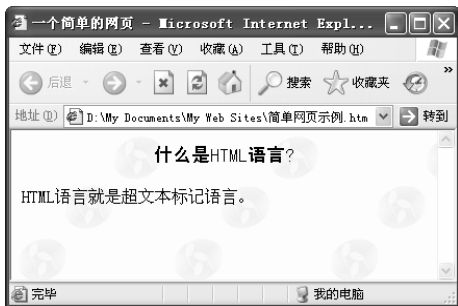 一个简单的网页 - Microsoft Internet Expl...
文件(F) 编辑(E) 查看(V) 收藏(A) 工具(T) 帮助(H)
后退 搜索 收藏夹 »
地址(D) D:\My Documents\My Web Sites\简单网页示例.htm 转到
什么是HTML语言?
HTML语言就是超文本标记语言。
完毕 我的电脑